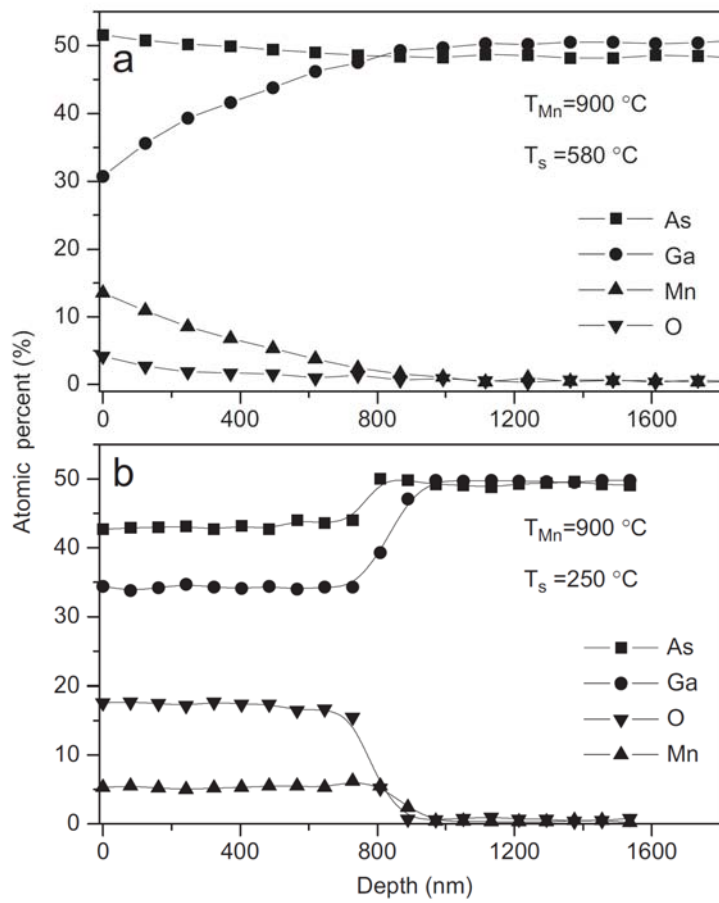 Atomic percent (%)
a
50
40
30
20
10
0
T_Mn=900 °C
T_s =580 °C
As
Ga
Mn
O
0 400 800 1200 1600
b
50
40
30
20
10
0
T_Mn=900 °C
T_s =250 °C
As
Ga
O
Mn
0 400 800 1200 1600
Depth (nm)